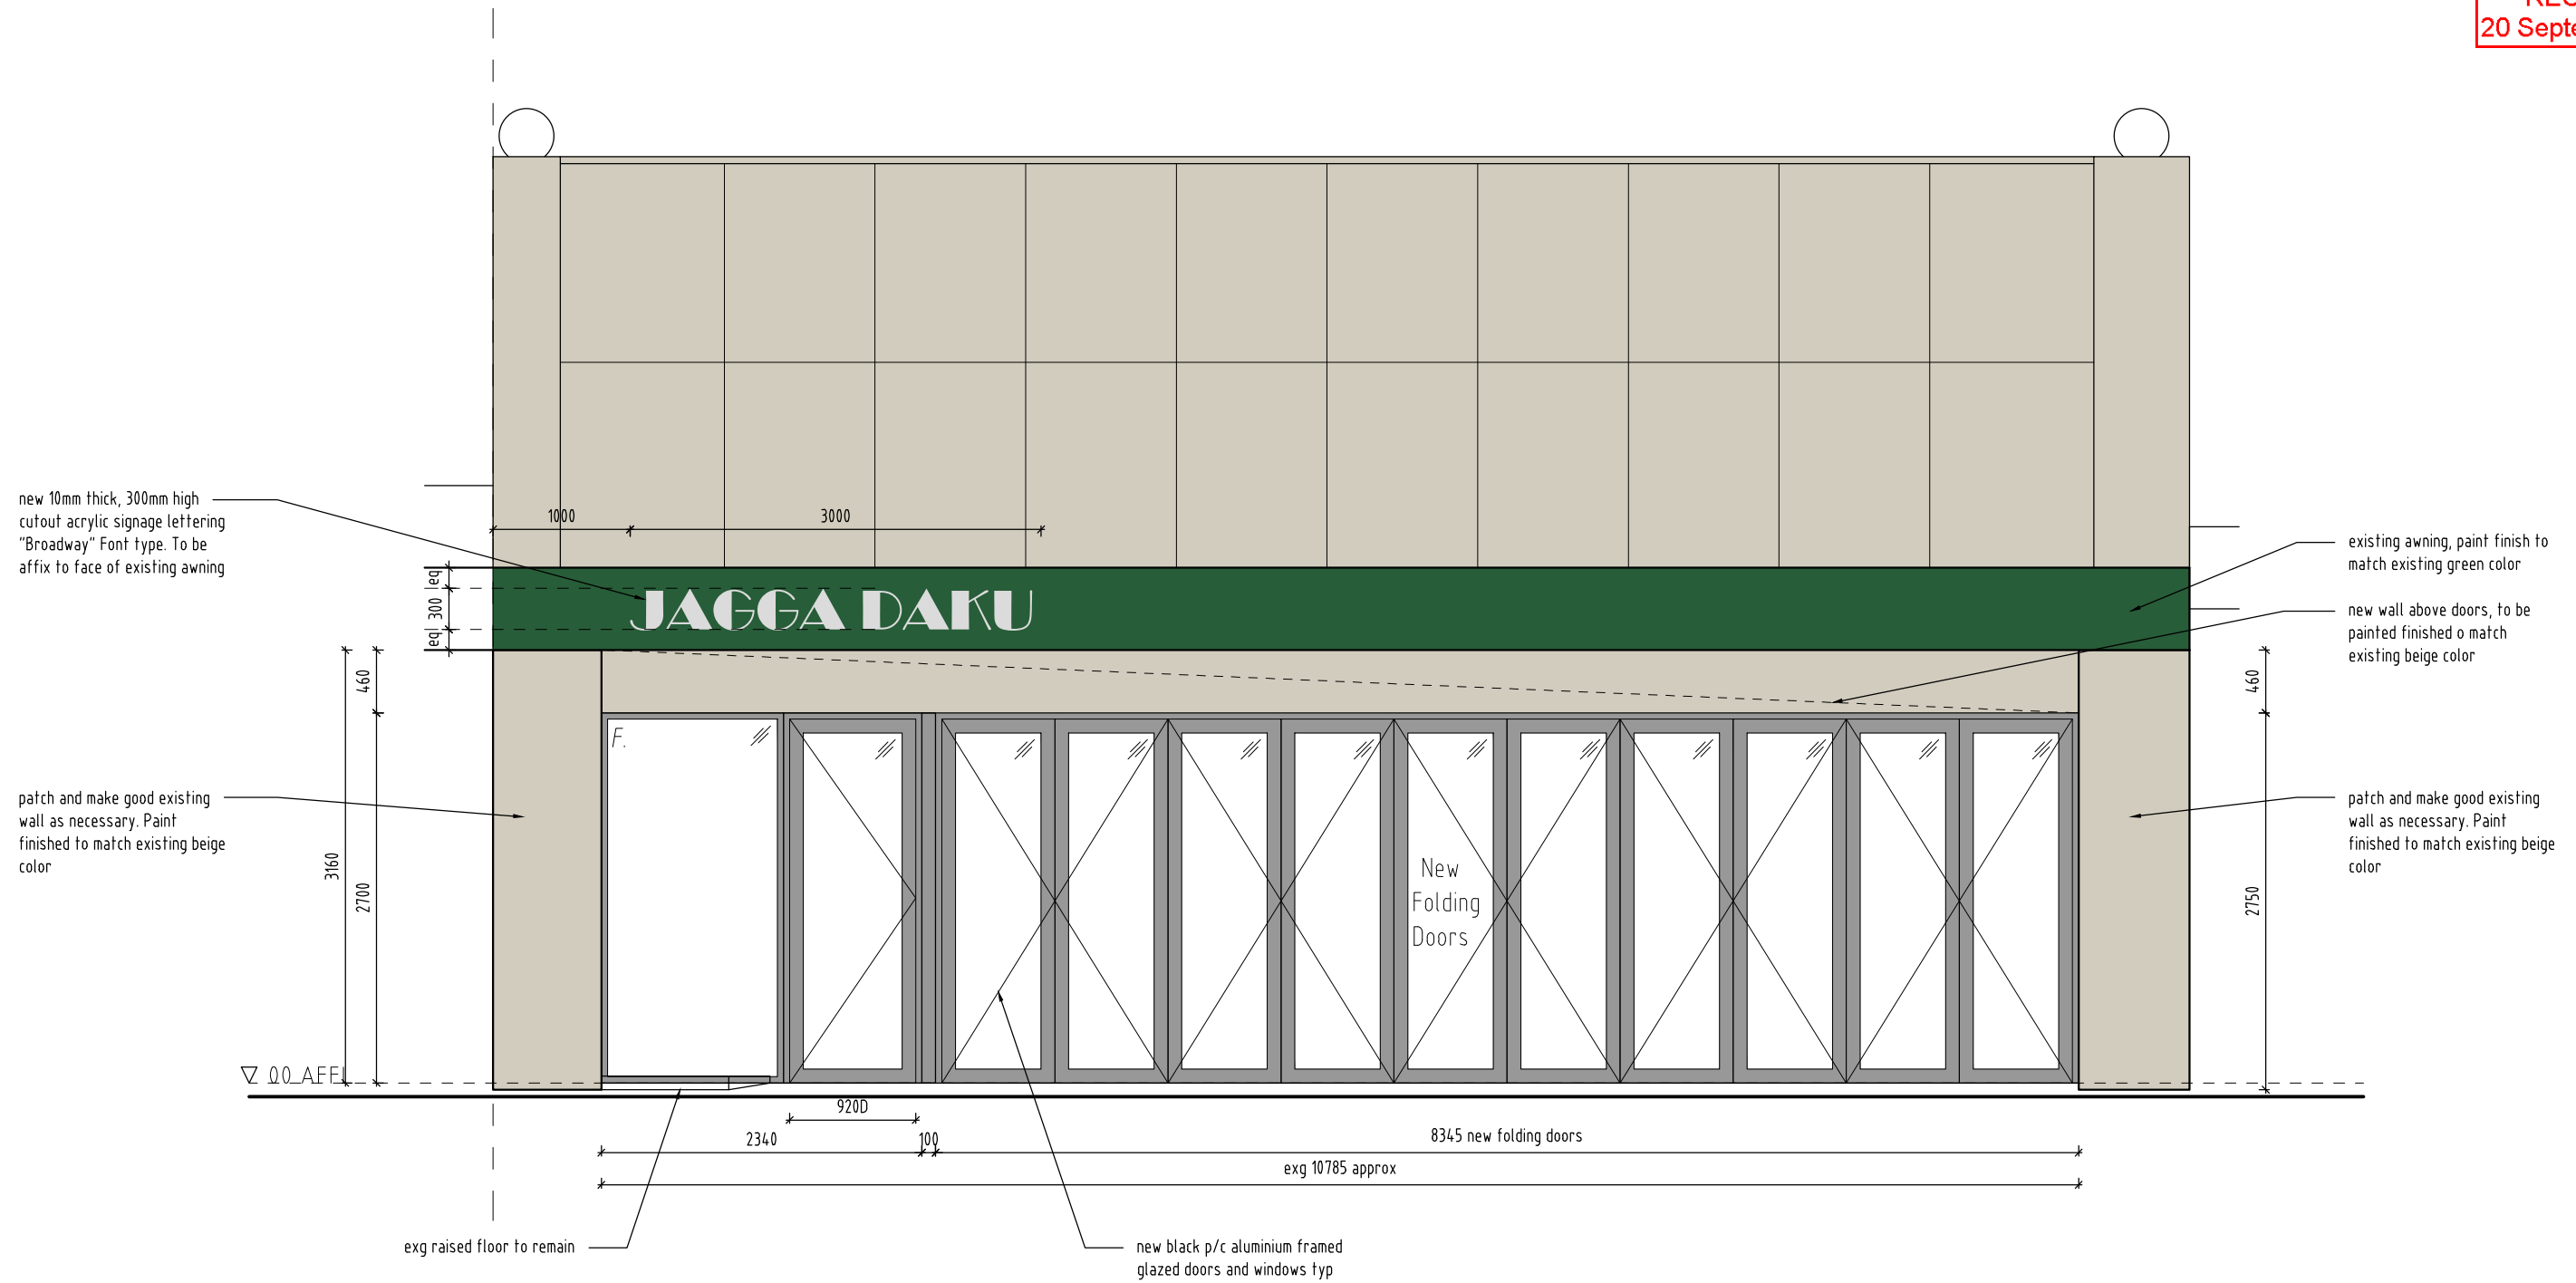 20 Septe
1000
3000
new 10mm thick, 300mm high
cutout acrylic signage lettering
"Broadway" Font type. To be
affix to face of existing awning
existing awning, paint finish to
match existing green color
eq
300
eq
JAGGA DAKU
new wall above doors, to be
painted finished o match
existing beige color
460
460
F.
patch and make good existing
wall as necessary. Paint
finished to match existing beige
color
patch and make good existing
wall as necessary. Paint
finished to match existing beige
color
3160
2700
New
Folding
Doors
2750
00_AFFL
920D
2340
100
8345 new folding doors
exg 10785 approx
exg raised floor to remain
new black p/c aluminium framed
glazed doors and windows typ